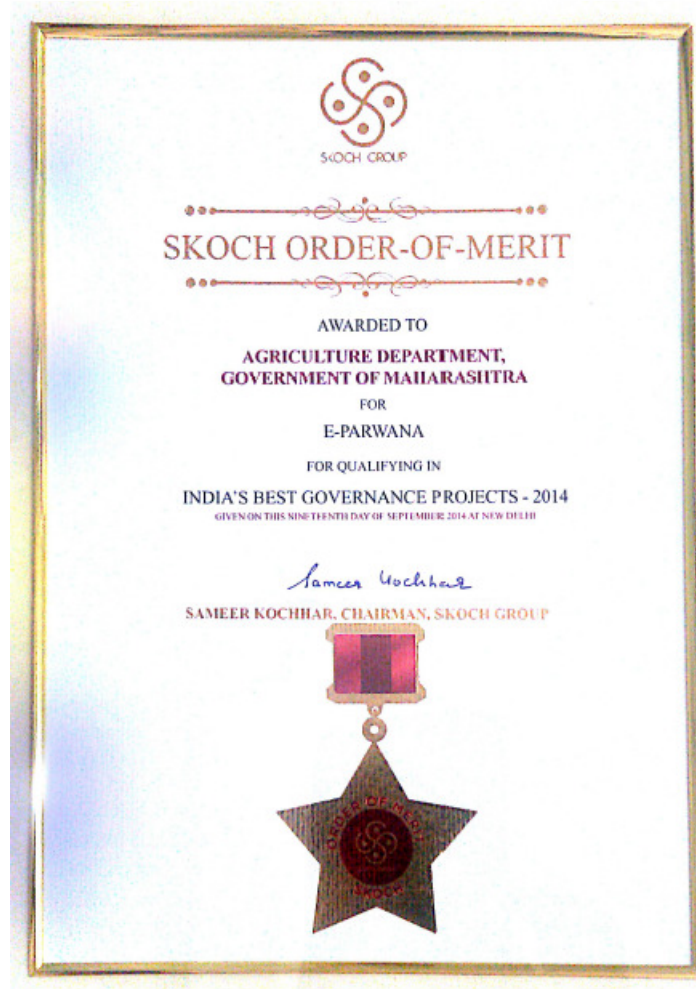 SKOCH GROUP
SKOCH ORDER-OF-MERIT
AWARDED TO
AGRICULTURE DEPARTMENT,
GOVERNMENT OF MAHARASHTRA
FOR
E-PARWANA
FOR QUALIFYING IN
INDIA'S BEST GOVERNANCE PROJECTS - 2014
GIVEN ON THIS NINETEENTH DAY OF SEPTEMBER 2014 AT NEW DELHI
Sameer Kochhar
SAMEER KOCHHAR, CHAIRMAN, SKOCH GROUP
ORDER OF MERIT
SKOCH